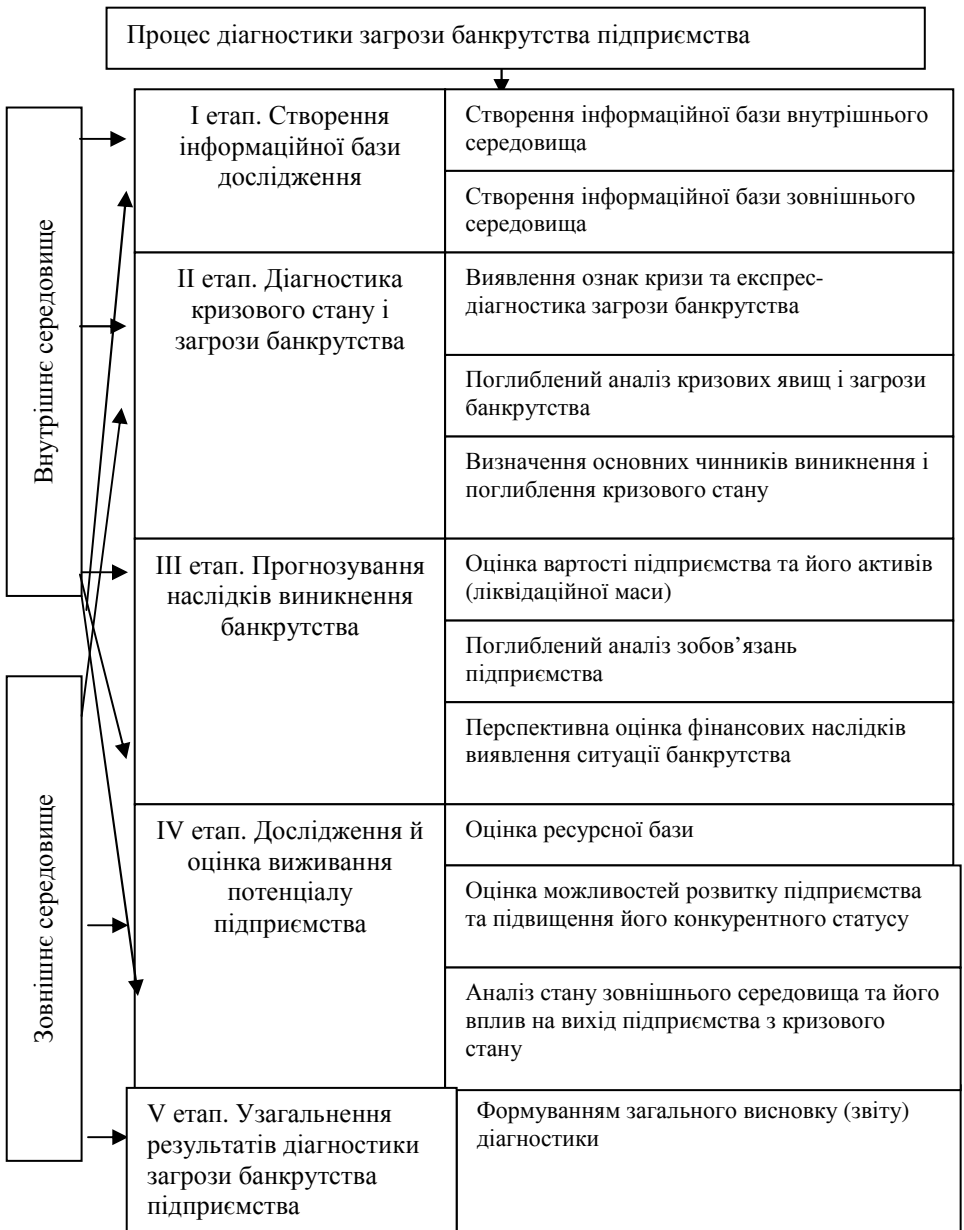 Процес діагностики загрози банкрутства підприємства
Внутрішнє середовище
Зовнішнє середовище
І етап. Створення
інформаційної бази
дослідження
Створення інформаційної бази внутрішнього
середовища
Створення інформаційної бази зовнішнього
середовища
ІІ етап. Діагностика
кризового стану і
загрози банкрутства
Виявлення ознак кризи та експрес-
діагностика загрози банкрутства
Поглиблений аналіз кризових явищ і загрози
банкрутства
Визначення основних чинників виникнення і
поглиблення кризового стану
ІІІ етап. Прогнозування
наслідків виникнення
банкрутства
Оцінка вартості підприємства та його активів
(ліквідаційної маси)
Поглиблений аналіз зобов’язань
підприємства
Перспективна оцінка фінансових наслідків
виявлення ситуації банкрутства
IV етап. Дослідження й
оцінка виживання
потенціалу
підприємства
Оцінка ресурсної бази
Оцінка можливостей розвитку підприємства
та підвищення його конкурентного статусу
Аналіз стану зовнішнього середовища та його
вплив на вихід підприємства з кризового
стану
V етап. Узагальнення
результатів діагностики
загрози банкрутства
підприємства
Формуванням загального висновку (звіту)
діагностики